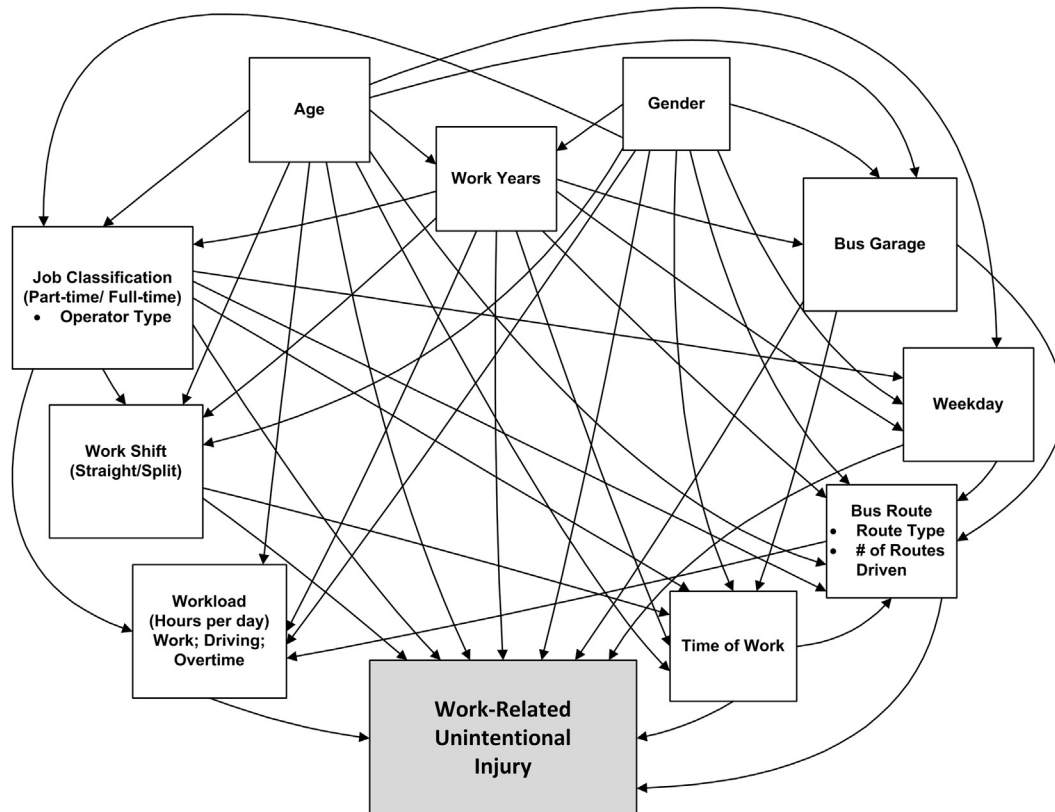 Age
Gender
Work Years
Bus Garage
Job Classification
(Part-time/ Full-time)
• Operator Type
Weekday
Work Shift
(Straight/Split)
Bus Route
• Route Type
• # of Routes
Driven
Workload
(Hours per day)
Work; Driving;
Overtime
Time of Work
Work-Related
Unintentional
Injury